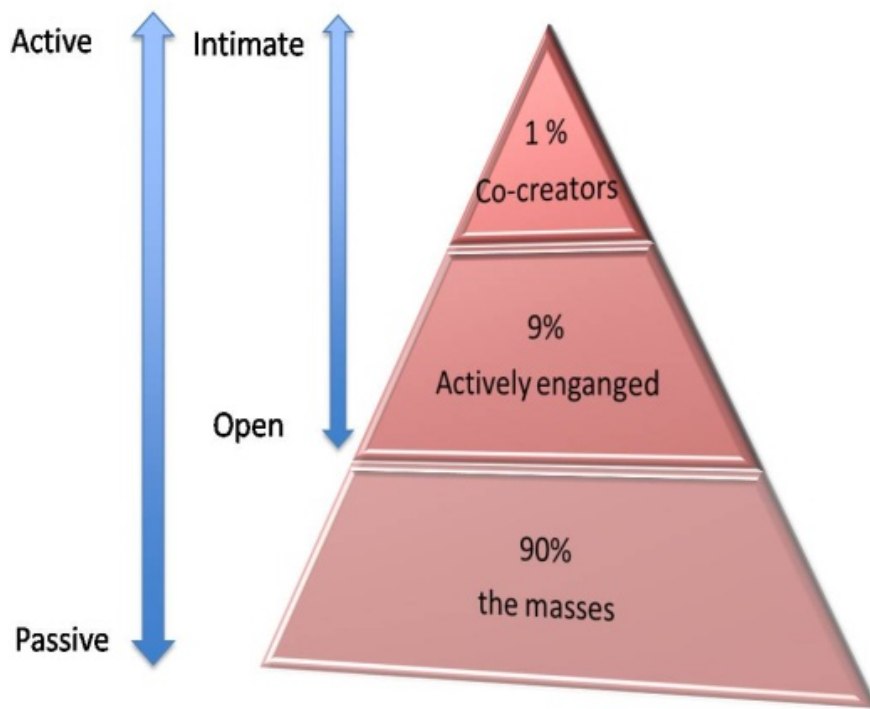 Active
Intimate
1 %
Co-creators
9%
Actively enganged
Open
90%
the masses
Passive